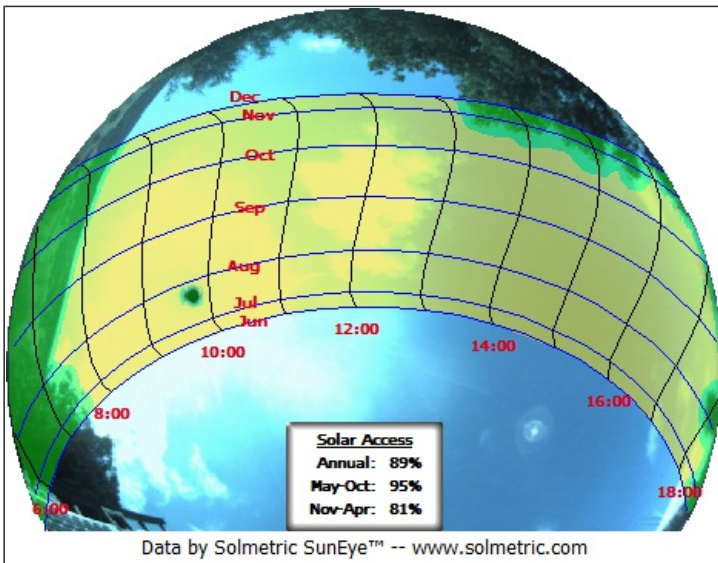 Dec
Nov
Oct
Sep
Aug
Jul
Jun
12:00
10:00
14:00
8:00
16:00
6:00
18:00
Solar Access
Annual: 89%
May-Oct: 95%
Nov-Apr: 81%
Data by Solmetric SunEye™ -- www.solmetric.com